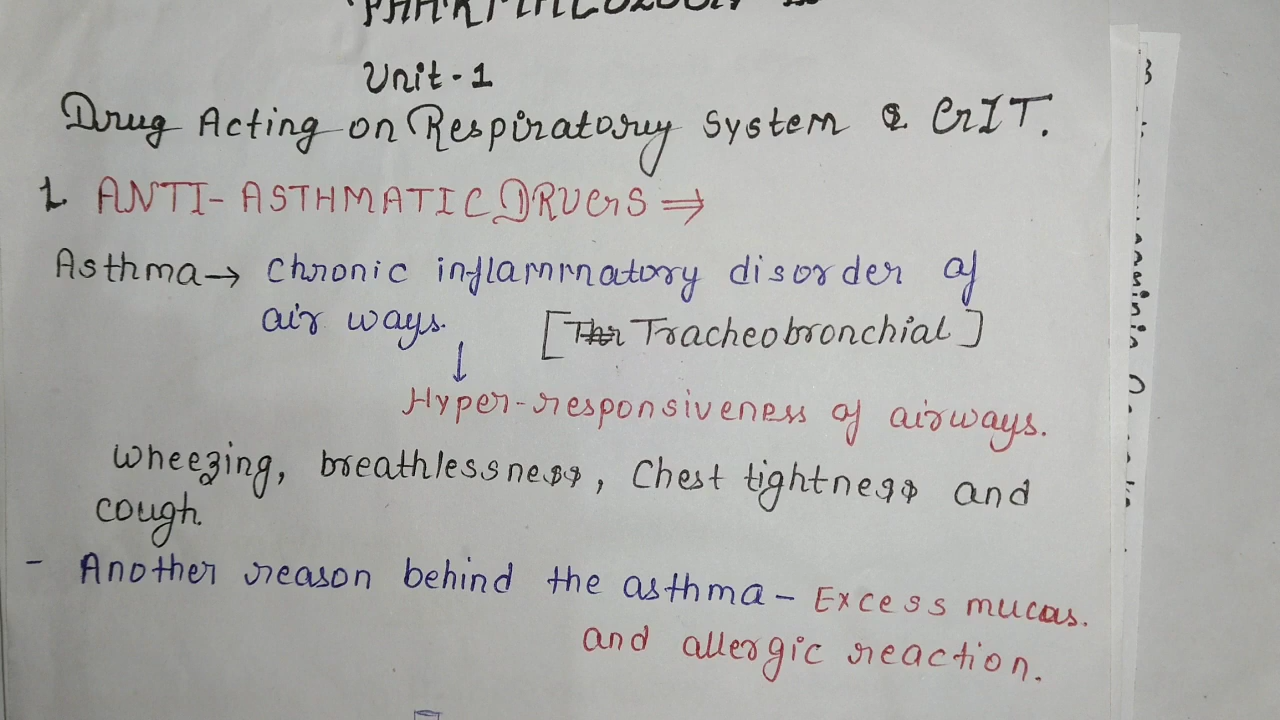 PHARMACOLOGY III
Unit-1
Drug Acting on Respiratory System & GIT.
1. ANTI-ASTHMATIC DRUGS ⇒
Asthma → chronic inflammatory disorder of
air ways. [Tracheobronchial]
↓
Hyper-responsiveness of airways.
wheezing, breathlessness, Chest tightness and
cough.
- Another reason behind the asthma - Excess mucus.
and allergic reaction.